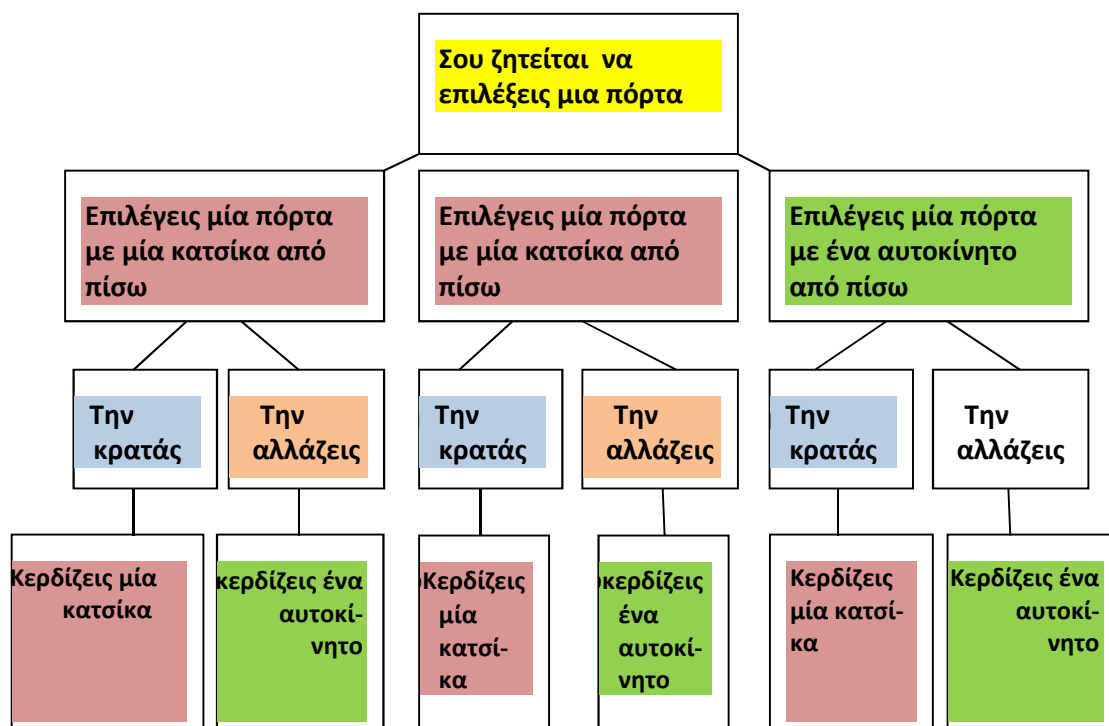 Σου ζητείται να
επιλέξεις μια πόρτα
Επιλέγεις μία πόρτα
με μία κατσίκα από
πίσω
Επιλέγεις μία πόρτα
με μία κατσίκα από
πίσω
Επιλέγεις μία πόρτα
με ένα αυτοκίνητο
από πίσω
Την
κρατάς
Την
αλλάζεις
Την
κρατάς
Την
αλλάζεις
Την
κρατάς
Την
αλλάζεις
Κερδίζεις μία
κατσίκα
κερδίζεις ένα
αυτοκί-
νητο
Κερδίζεις
μία
κατσί-
κα
κερδίζεις
ένα
αυτοκί-
νητο
Κερδίζεις
μία κατσί-
κα
Κερδίζεις ένα
αυτοκί-
νητο